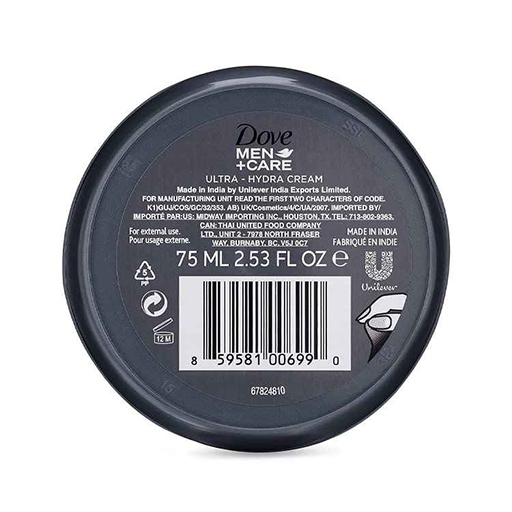 Dove
MEN
+CARE
ULTRA - HYDRA CREAM
Made in India by Unilever India Exports Limited.
FOR MANUFACTURING UNIT READ THE FIRST TWO CHARACTERS OF CODE.
K1)GUJ/COS/GC/32/353. AB) UK/Cosmetics/4/C/UA/2007. IMPORTED BY/
IMPORTÉ PAR:US: MIDWAY IMPORTING INC., HOUSTON, TX. TEL: 713-802-9363.
CAN: THAI UNITED FOOD COMPANY
LTD., UNIT 2 - 7978 NORTH FRASER
WAY, BURNABY, BC, V5J 0C7
For external use.
Pour usage externe.
MADE IN INDIA
FABRIQUÉ EN INDIE
75 ML 2.53 FL OZ ℮
5
PP
12 M
Unilever
8 59581 00699 0
67824810